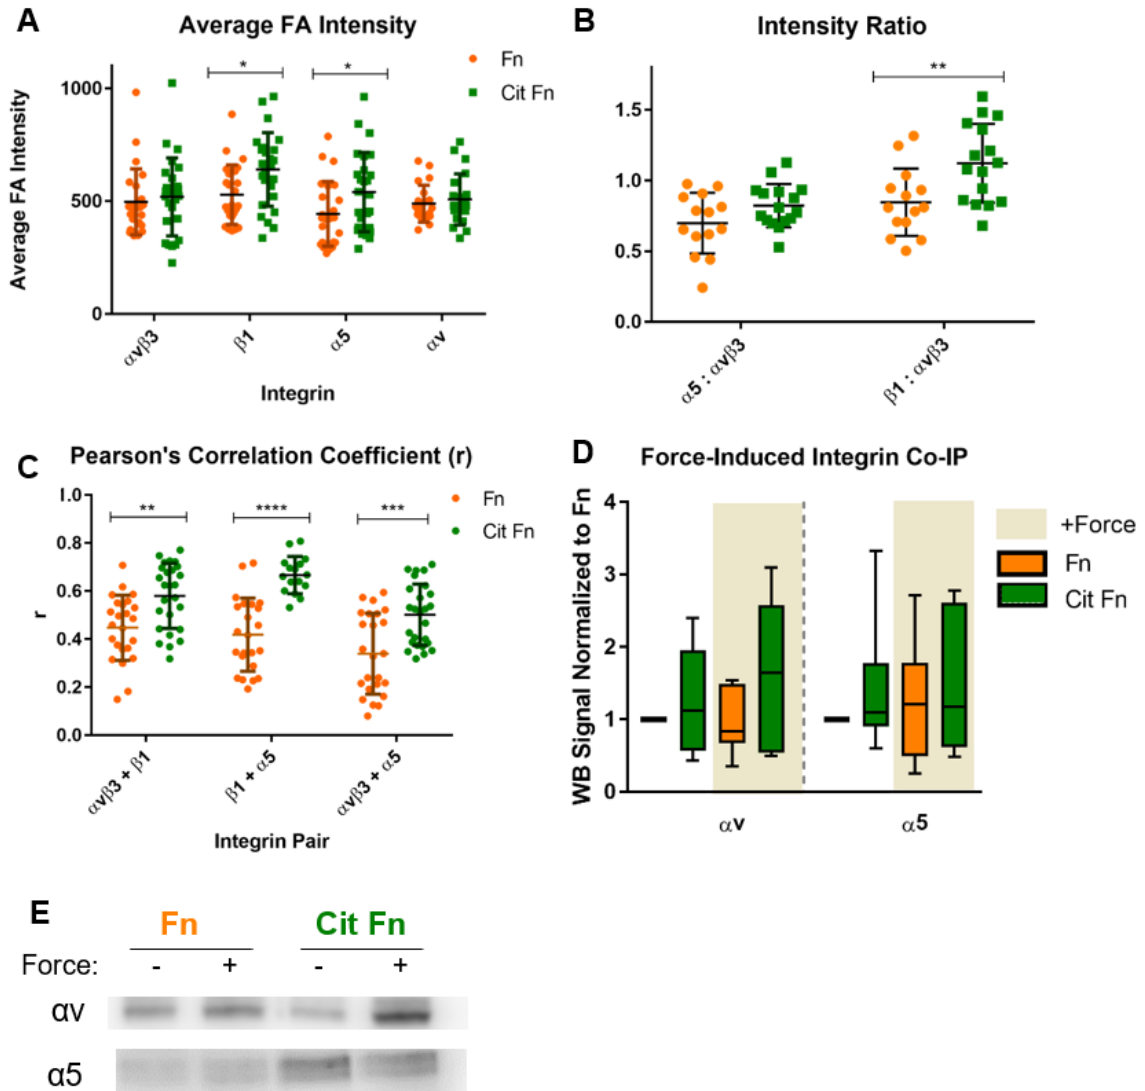 A
Average FA Intensity
Fn
Cit Fn
* *
Average FA Intensity
1000
500
0
αvβ3 β1 α5 αv
Integrin
B
Intensity Ratio
**
1.5
1.0
0.5
0.0
α5 : αvβ3 β1 : αvβ3
C
Pearson's Correlation Coefficient (r)
Fn
Cit Fn
** **** ***
r
1.0
0.8
0.6
0.4
0.2
0.0
αvβ3 + β1 β1 + α5 αvβ3 + α5
Integrin Pair
D
Force-Induced Integrin Co-IP
+Force
Fn
Cit Fn
WB Signal Normalized to Fn
4
3
2
1
0
αv α5
E
Fn Cit Fn
Force: - + - +
αv
α5